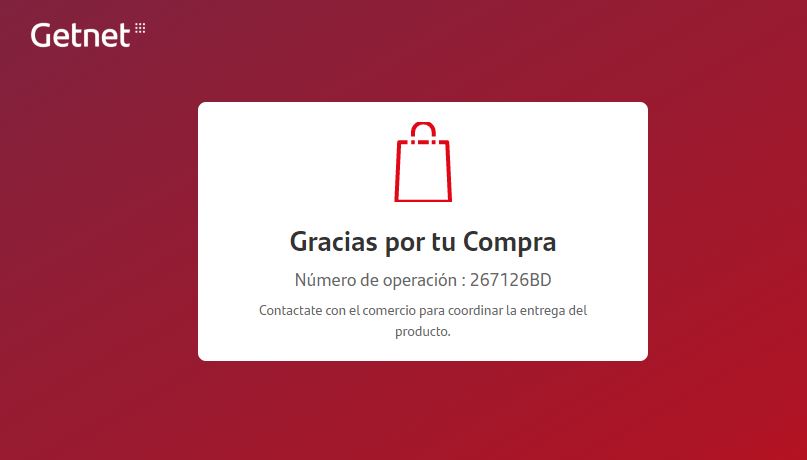 Getnet
Gracias por tu Compra
Número de operación : 267126BD
Contactate con el comercio para coordinar la entrega del
producto.